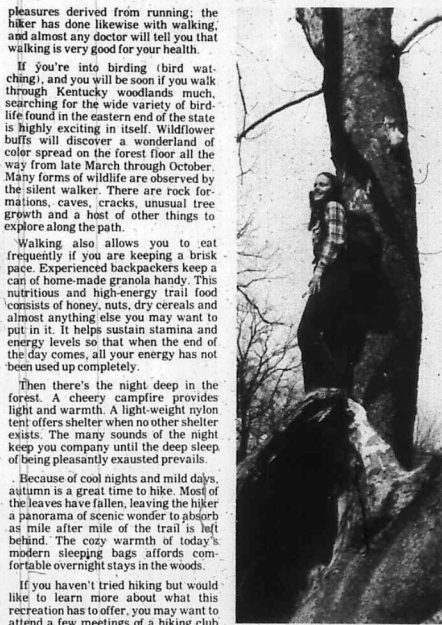 pleasures derived from running; the
hiker has done likewise with walking,
and almost any doctor will tell you that
walking is very good for your health.
If you're into birding (bird wat-
ching), and you will be soon if you walk
through Kentucky woodlands much,
searching for the wide variety of bird-
life found in the eastern end of the state
is highly exciting in itself. Wildflower
buffs will discover a wonderland of
color spread on the forest floor all the
way from late March through October.
Many forms of wildlife are observed by
the silent walker. There are rock for-
mations, caves, cracks, unusual tree
growth and a host of other things to
explore along the path.
Walking also allows you to eat
frequently if you are keeping a brisk
pace. Experienced backpackers keep a
can of home-made granola handy. This
nutritious and high-energy trail food
consists of honey, nuts, dry cereals and
almost anything else you may want to
put in it. It helps sustain stamina and
energy levels so that when the end of
the day comes, all your energy has not
been used up completely.
Then there's the night deep in the
forest. A cheery campfire provides
light and warmth. A light-weight nylon
tent offers shelter when no other shelter
exists. The many sounds of the night
keep you company until the deep sleep
of being pleasantly exausted prevails.
Because of cool nights and mild days,
autumn is a great time to hike. Most of
the leaves have fallen, leaving the hiker
a panorama of scenic wonder to absorb
as mile after mile of the trail is left
behind. The cozy warmth of today's
modern sleeping bags affords com-
fortable overnight stays in the woods.
If you haven't tried hiking but would
like to learn more about what this
recreation has to offer, you may want to
attend a few meetings of a hiking club